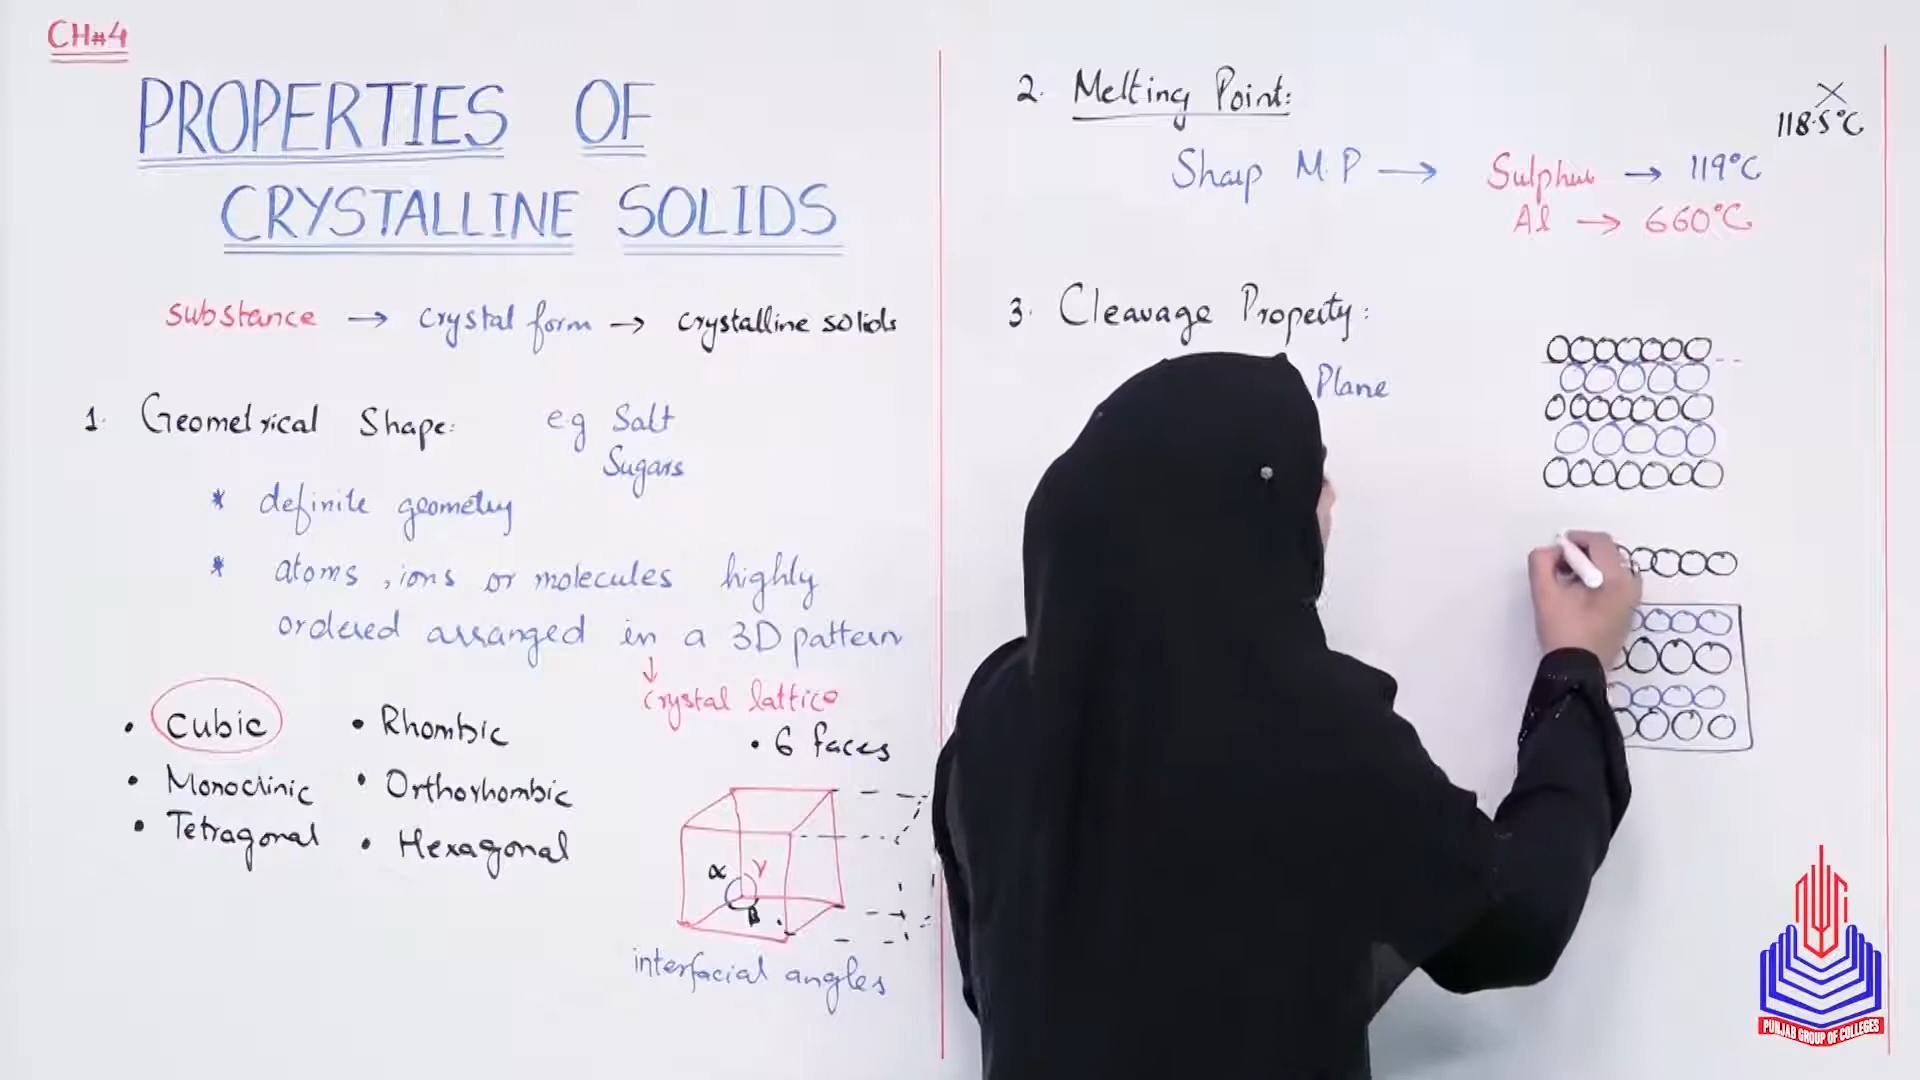 CH#4
PROPERTIES OF
CRYSTALLINE SOLIDS
substance → crystal form → crystalline solids
1. Geometrical Shape:
e.g Salt
Sugars
* definite geometry
* atoms, ions or molecules highly
ordered arranged in a 3D pattern
↓
crystal lattice
• Cubic
• Rhombic
• Monoclinic
• Orthorhombic
• Tetragonal
• Hexagonal
• 6 faces
α γ
β
interfacial angles
2. Melting Point:
×
118.5°C
Sharp M.P → Sulphur → 119°C
Al → 660°C
3. Cleavage Property:
Plane
PUNJAB GROUP OF COLLEGES